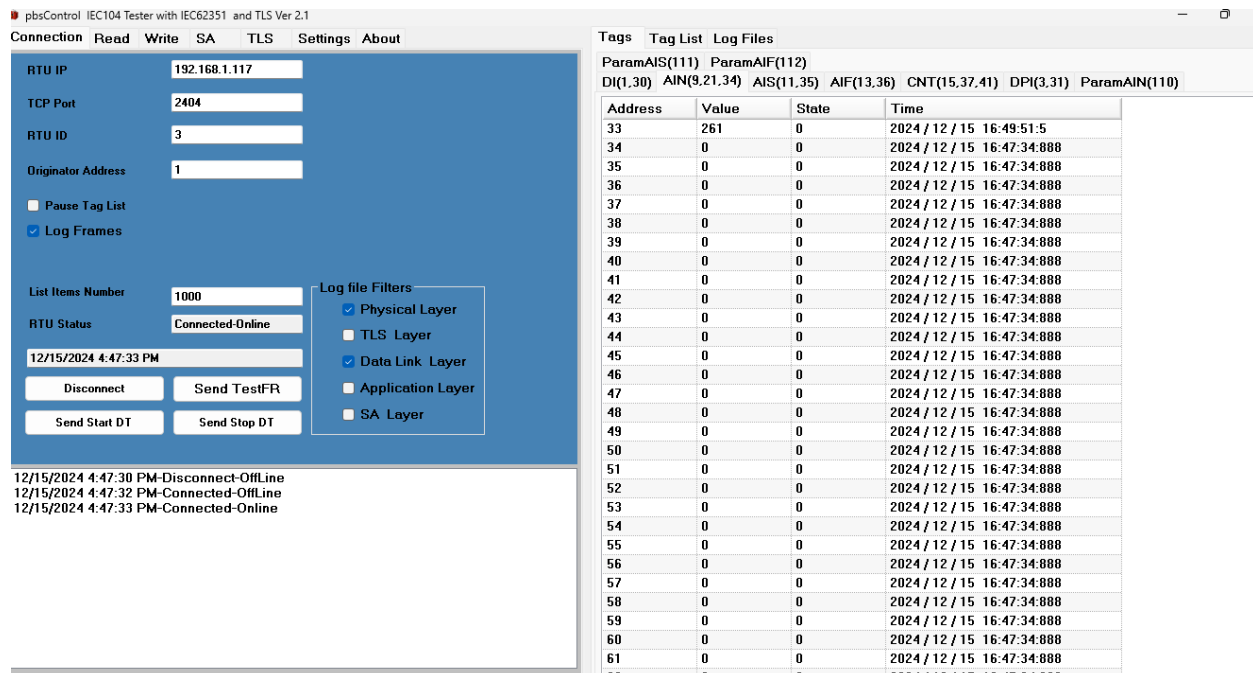 pbsControl IEC104 Tester with IEC62351 and TLS Ver 2.1
Connection Read Write SA TLS Settings About
RTU IP 192.168.1.117
TCP Port 2404
RTU ID 3
Originator Address 1
Pause Tag List
Log Frames
List Items Number 1000
RTU Status Connected-Online
12/15/2024 4:47:33 PM
Disconnect Send TestFR
Send Start DT Send Stop DT
Log file Filters
Physical Layer
TLS Layer
Data Link Layer
Application Layer
SA Layer
12/15/2024 4:47:30 PM-Disconnect-OffLine
12/15/2024 4:47:32 PM-Connected-OffLine
12/15/2024 4:47:33 PM-Connected-Online
Tags Tag List Log Files
ParamAIS(111) ParamAIF(112)
DI(1,30) AIN(9,21,34) AIS(11,35) AIF(13,36) CNT(15,37,41) DPI(3,31) ParamAIN(110)
Address Value State Time
33 261 0 2024 / 12 / 15 16:49:51:5
34 0 0 2024 / 12 / 15 16:47:34:888
35 0 0 2024 / 12 / 15 16:47:34:888
36 0 0 2024 / 12 / 15 16:47:34:888
37 0 0 2024 / 12 / 15 16:47:34:888
38 0 0 2024 / 12 / 15 16:47:34:888
39 0 0 2024 / 12 / 15 16:47:34:888
40 0 0 2024 / 12 / 15 16:47:34:888
41 0 0 2024 / 12 / 15 16:47:34:888
42 0 0 2024 / 12 / 15 16:47:34:888
43 0 0 2024 / 12 / 15 16:47:34:888
44 0 0 2024 / 12 / 15 16:47:34:888
45 0 0 2024 / 12 / 15 16:47:34:888
46 0 0 2024 / 12 / 15 16:47:34:888
47 0 0 2024 / 12 / 15 16:47:34:888
48 0 0 2024 / 12 / 15 16:47:34:888
49 0 0 2024 / 12 / 15 16:47:34:888
50 0 0 2024 / 12 / 15 16:47:34:888
51 0 0 2024 / 12 / 15 16:47:34:888
52 0 0 2024 / 12 / 15 16:47:34:888
53 0 0 2024 / 12 / 15 16:47:34:888
54 0 0 2024 / 12 / 15 16:47:34:888
55 0 0 2024 / 12 / 15 16:47:34:888
56 0 0 2024 / 12 / 15 16:47:34:888
57 0 0 2024 / 12 / 15 16:47:34:888
58 0 0 2024 / 12 / 15 16:47:34:888
59 0 0 2024 / 12 / 15 16:47:34:888
60 0 0 2024 / 12 / 15 16:47:34:888
61 0 0 2024 / 12 / 15 16:47:34:888